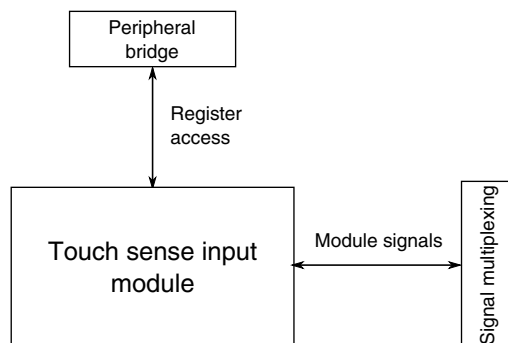 Peripheral
bridge
Register
access
Touch sense input
module
Module signals
Signal multiplexing